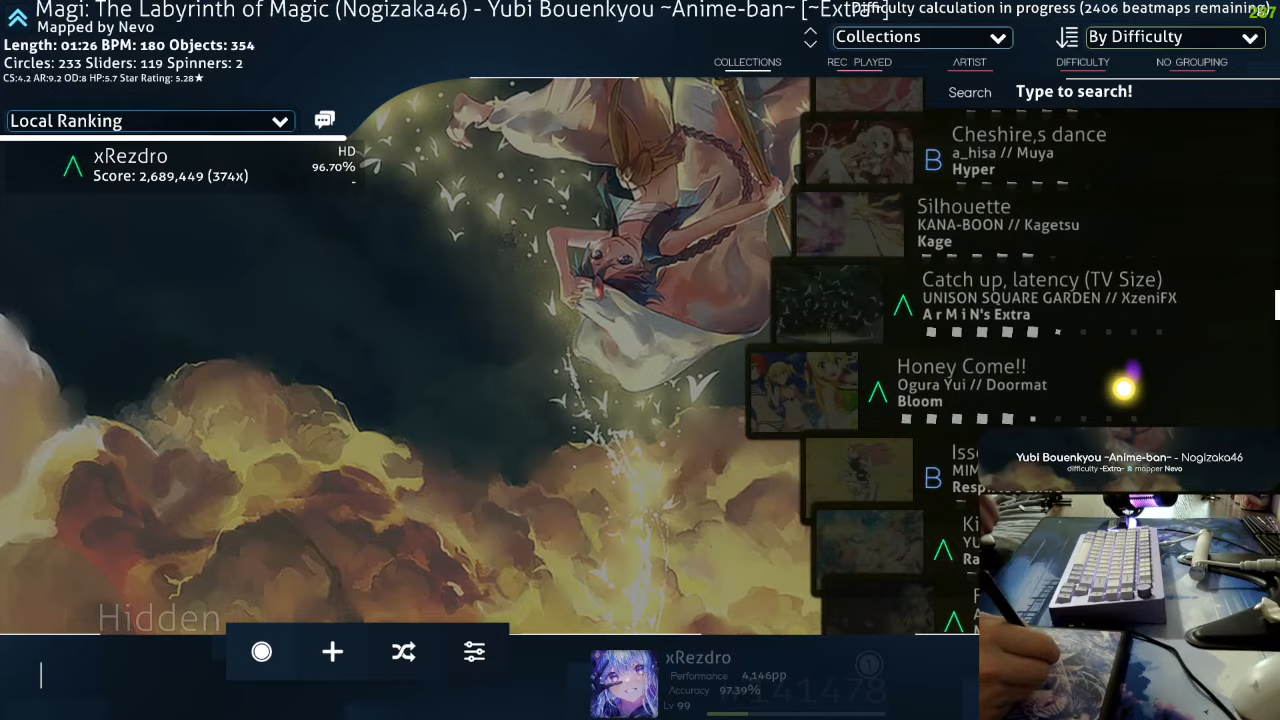 Magi: The Labyrinth of Magic (Nogizaka46) - Yubi Bouenkyou ~Anime-ban~ [~Extra~]
Difficulty calculation in progress (2406 beatmaps remaining)
Mapped by Nevo
Length: 01:26 BPM: 180 Objects: 354
Circles: 233 Sliders: 119 Spinners: 2
CS:4.2 AR:9.2 OD:8 HP:5.7 Star Rating: 5.28★
Collections
By Difficulty
COLLECTIONS
REC PLAYED
ARTIST
DIFFICULTY
NO GROUPING
Search
Type to search!
Local Ranking
xRezdro
Score: 2,689,449 (374x)
HD
96.70%
-
B
Cheshire,s dance
a_hisa // Muya
Hyper
Silhouette
KANA-BOON // Kagetsu
Kage
Catch up, latency (TV Size)
UNISON SQUARE GARDEN // XzeniFX
A r M i N's Extra
Honey Come!!
Ogura Yui // Doormat
Bloom
B
Iss
MIM
Resp
Ki
YU
Ra
Yubi Bouenkyou ~Anime-ban~ - Nogizaka46
difficulty ~Extra~ mapper Nevo
Hidden
xRezdro
Performance 4,146pp
Accuracy 97.39%
Lv 99